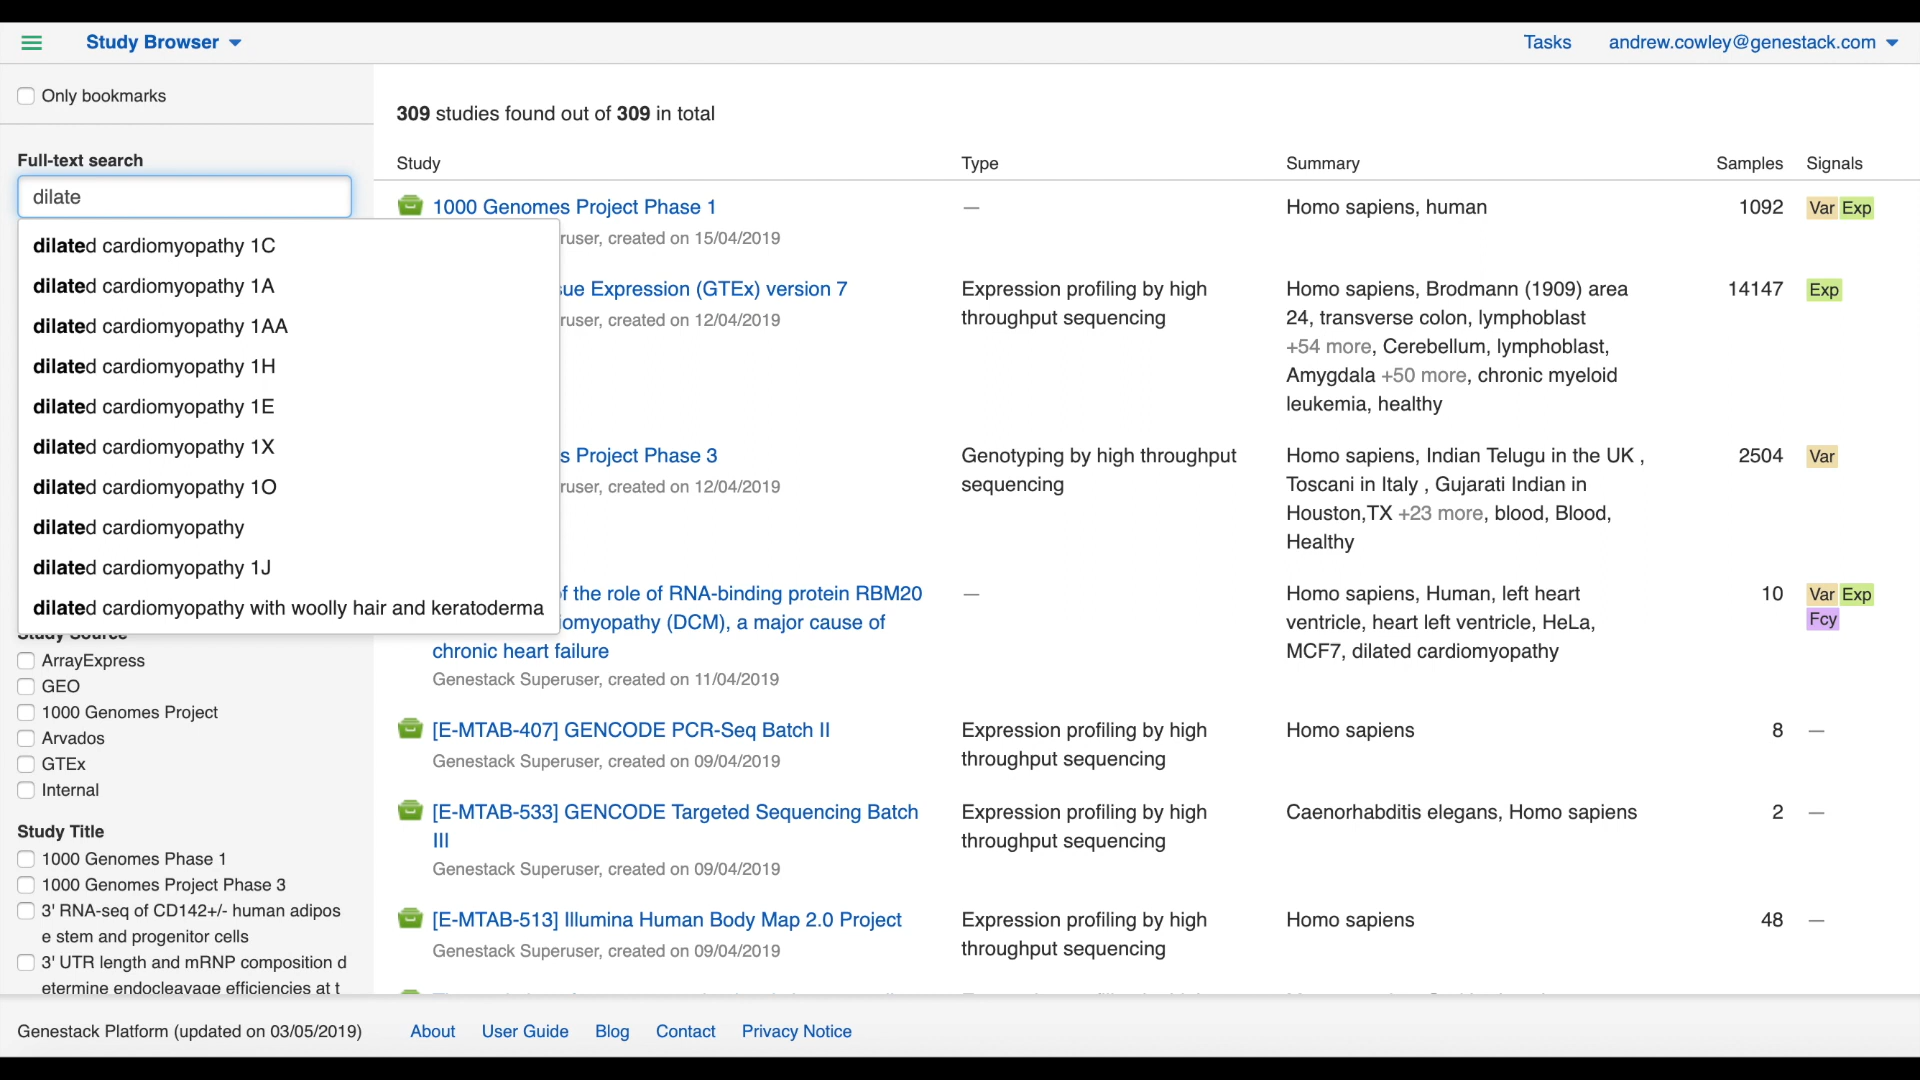 Study Browser
Tasks
andrew.cowley@genestack.com
Only bookmarks
Full-text search
dilate
dilated cardiomyopathy 1C
dilated cardiomyopathy 1A
dilated cardiomyopathy 1AA
dilated cardiomyopathy 1H
dilated cardiomyopathy 1E
dilated cardiomyopathy 1X
dilated cardiomyopathy 1O
dilated cardiomyopathy
dilated cardiomyopathy 1J
dilated cardiomyopathy with woolly hair and keratoderma
Study Source
ArrayExpress
GEO
1000 Genomes Project
Arvados
GTEx
Internal
Study Title
1000 Genomes Phase 1
1000 Genomes Project Phase 3
3' RNA-seq of CD142+/- human adipos
e stem and progenitor cells
3' UTR length and mRNP composition d
etermine endocleavage efficiencies at t
309 studies found out of 309 in total
Study Type Summary Samples Signals
1000 Genomes Project Phase 1 — Homo sapiens, human 1092 Var Exp
ruser, created on 15/04/2019
sue Expression (GTEx) version 7 Expression profiling by high Homo sapiens, Brodmann (1909) area 14147 Exp
ruser, created on 12/04/2019 throughput sequencing 24, transverse colon, lymphoblast
+54 more, Cerebellum, lymphoblast,
Amygdala +50 more, chronic myeloid
leukemia, healthy
s Project Phase 3 Genotyping by high throughput Homo sapiens, Indian Telugu in the UK , 2504 Var
ruser, created on 12/04/2019 sequencing Toscani in Italy , Gujarati Indian in
Houston,TX +23 more, blood, Blood,
Healthy
f the role of RNA-binding protein RBM20 — Homo sapiens, Human, left heart 10 Var Exp
iomyopathy (DCM), a major cause of ventricle, heart left ventricle, HeLa, Fcy
chronic heart failure MCF7, dilated cardiomyopathy
Genestack Superuser, created on 11/04/2019
[E-MTAB-407] GENCODE PCR-Seq Batch II Expression profiling by high Homo sapiens 8 —
Genestack Superuser, created on 09/04/2019 throughput sequencing
[E-MTAB-533] GENCODE Targeted Sequencing Batch Expression profiling by high Caenorhabditis elegans, Homo sapiens 2 —
III throughput sequencing
Genestack Superuser, created on 09/04/2019
[E-MTAB-513] Illumina Human Body Map 2.0 Project Expression profiling by high Homo sapiens 48 —
Genestack Superuser, created on 09/04/2019 throughput sequencing
Genestack Platform (updated on 03/05/2019) About User Guide Blog Contact Privacy Notice